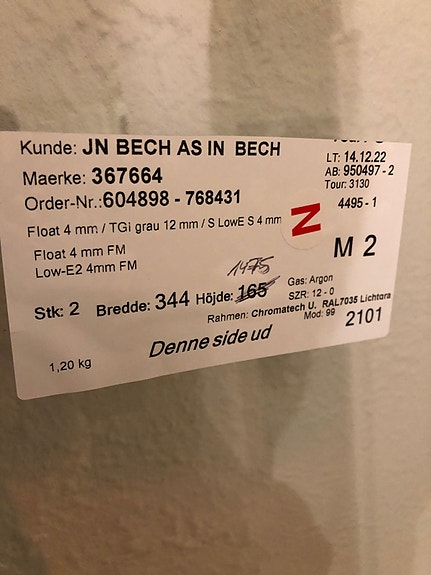 Kunde: JN BECH AS IN BECH
LT: 14.12.22
Maerke: 367664
AB: 950497 - 2
Order-Nr.:604898 - 768431
Tour: 3130
Float 4 mm / TGi grau 12 mm / S LowE S 4 mm
N
4495 - 1
Float 4 mm FM
Low-E2 4mm FM
M 2
1475
Gas: Argon
Stk: 2 Bredde: 344 Höjde: 165
SZR: 12 - 0
Rahmen: Chromatech U. RAL7035 Lichtgra
Mod: 99
2101
1,20 kg
Denne side ud